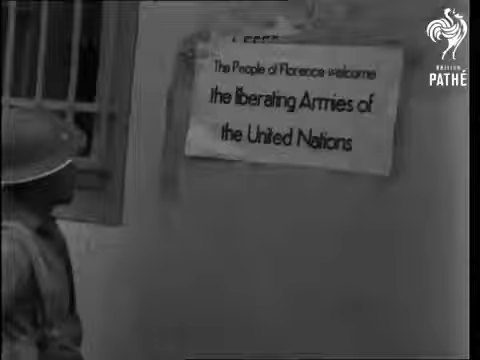 The People of Florence welcome
the liberating Armies of
the United Nations
BRITISH
PATHÉ